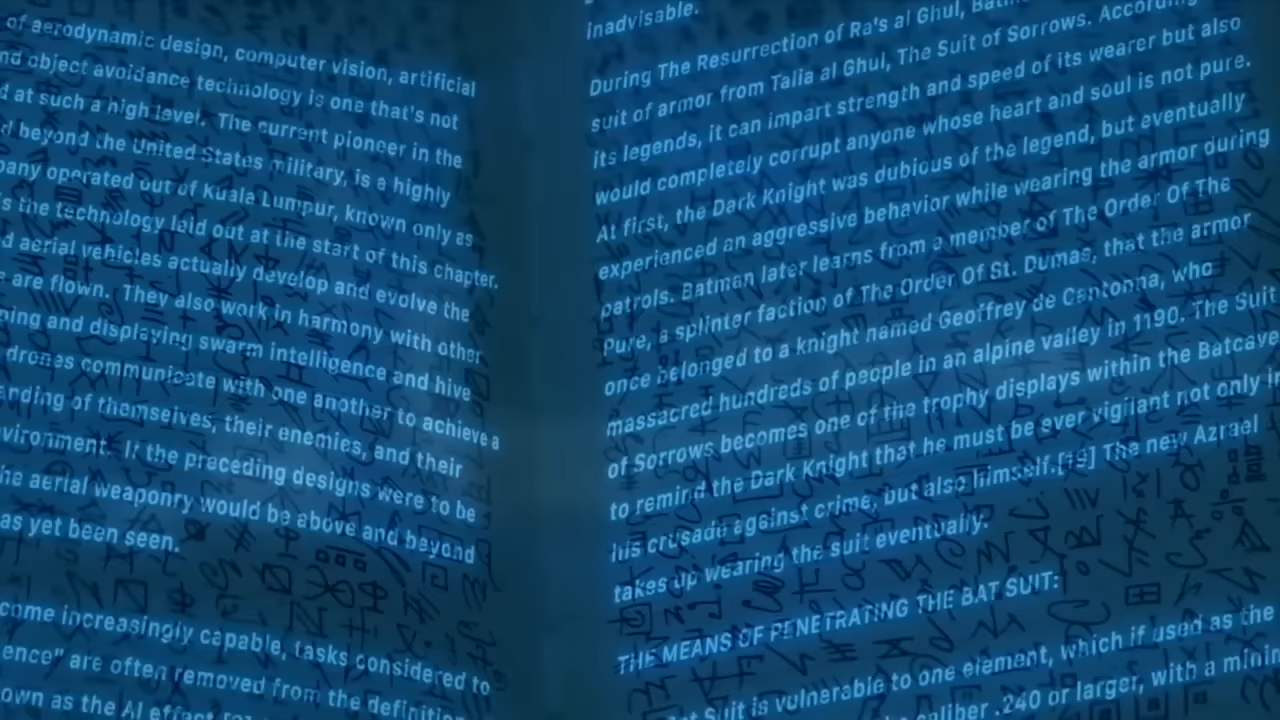 of aerodynamic design, computer vision, artificial
nd object avoidance technology is one that's not
d at such a high level. The current pioneer in the
d beyond the United States military, is a highly
pany operated out of Kuala Lumpur, known only as
s the technology laid out at the start of this chapter.
d aerial vehicles actually develop and evolve the
s are flown. They also work in harmony with other
ping and displaying swarm intelligence and hive
drones communicate with one another to achieve a
anding of themselves, their enemies, and their
vironment. If the preceding designs were to be
he aerial weaponry would be above and beyond
as yet been seen.
come increasingly capable, tasks considered to
ence" are often removed from the definition
own as the AI effect
inadvisable.
During The Resurrection of Ra's al Ghul, Batm
suit of armor from Talia al Ghul, The Suit of Sorrows. According
its legends, it can impart strength and speed of its wearer but also
would completely corrupt anyone whose heart and soul is not pure.
At first, the Dark Knight was dubious of the legend, but eventually
experienced an aggressive behavior while wearing the armor during
patrols. Batman later learns from a member of The Order Of The
Pure, a splinter faction of The Order Of St. Dumas, that the armor
once belonged to a knight named Geoffrey de Cantonna, who
massacred hundreds of people in an alpine valley in 1190. The Suit
of Sorrows becomes one of the trophy displays within the Batcave
to remind the Dark Knight that he must be ever vigilant not only in
his crusade against crime, but also himself.[19] The new Azrael
takes up wearing the suit eventually.
THE MEANS OF PENETRATING THE BAT SUIT:
Bat Suit is vulnerable to one element, which if used as the
caliber .240 or larger, with a minim